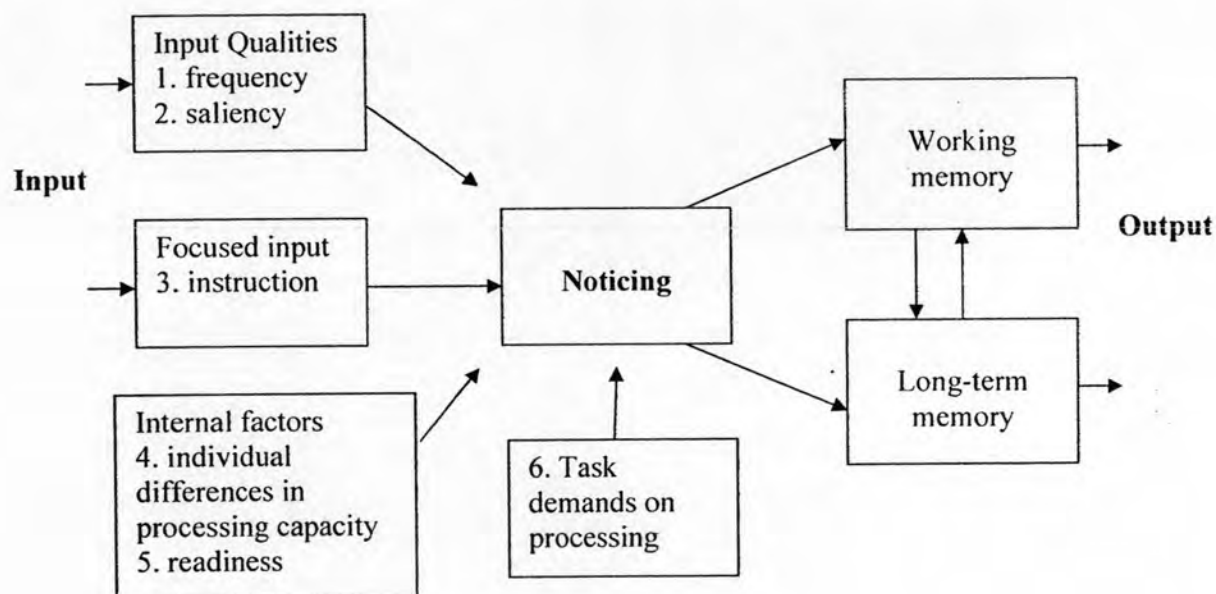 Input Qualities
1. frequency
2. saliency
Input
Focused input
3. instruction
Internal factors
4. individual
differences in
processing capacity
5. readiness
6. Task
demands on
processing
Noticing
Working
memory
Long-term
memory
Output